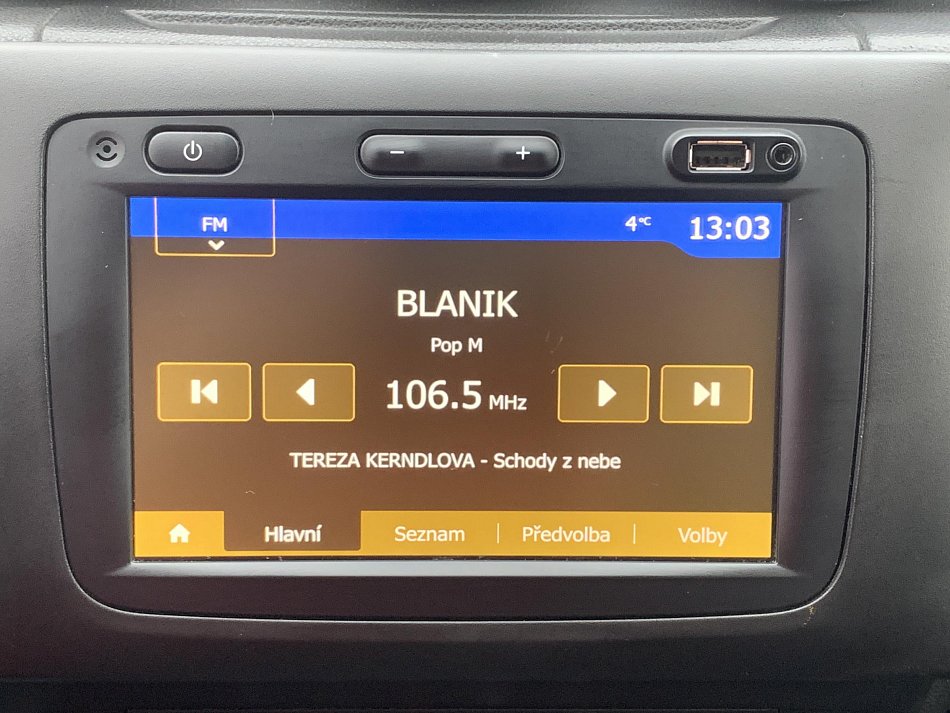 FM
4°C
13:03
BLANIK
Pop M
106.5 MHz
TEREZA KERNDLOVA - Schody z nebe
Hlavní
Seznam
Předvolba
Volby